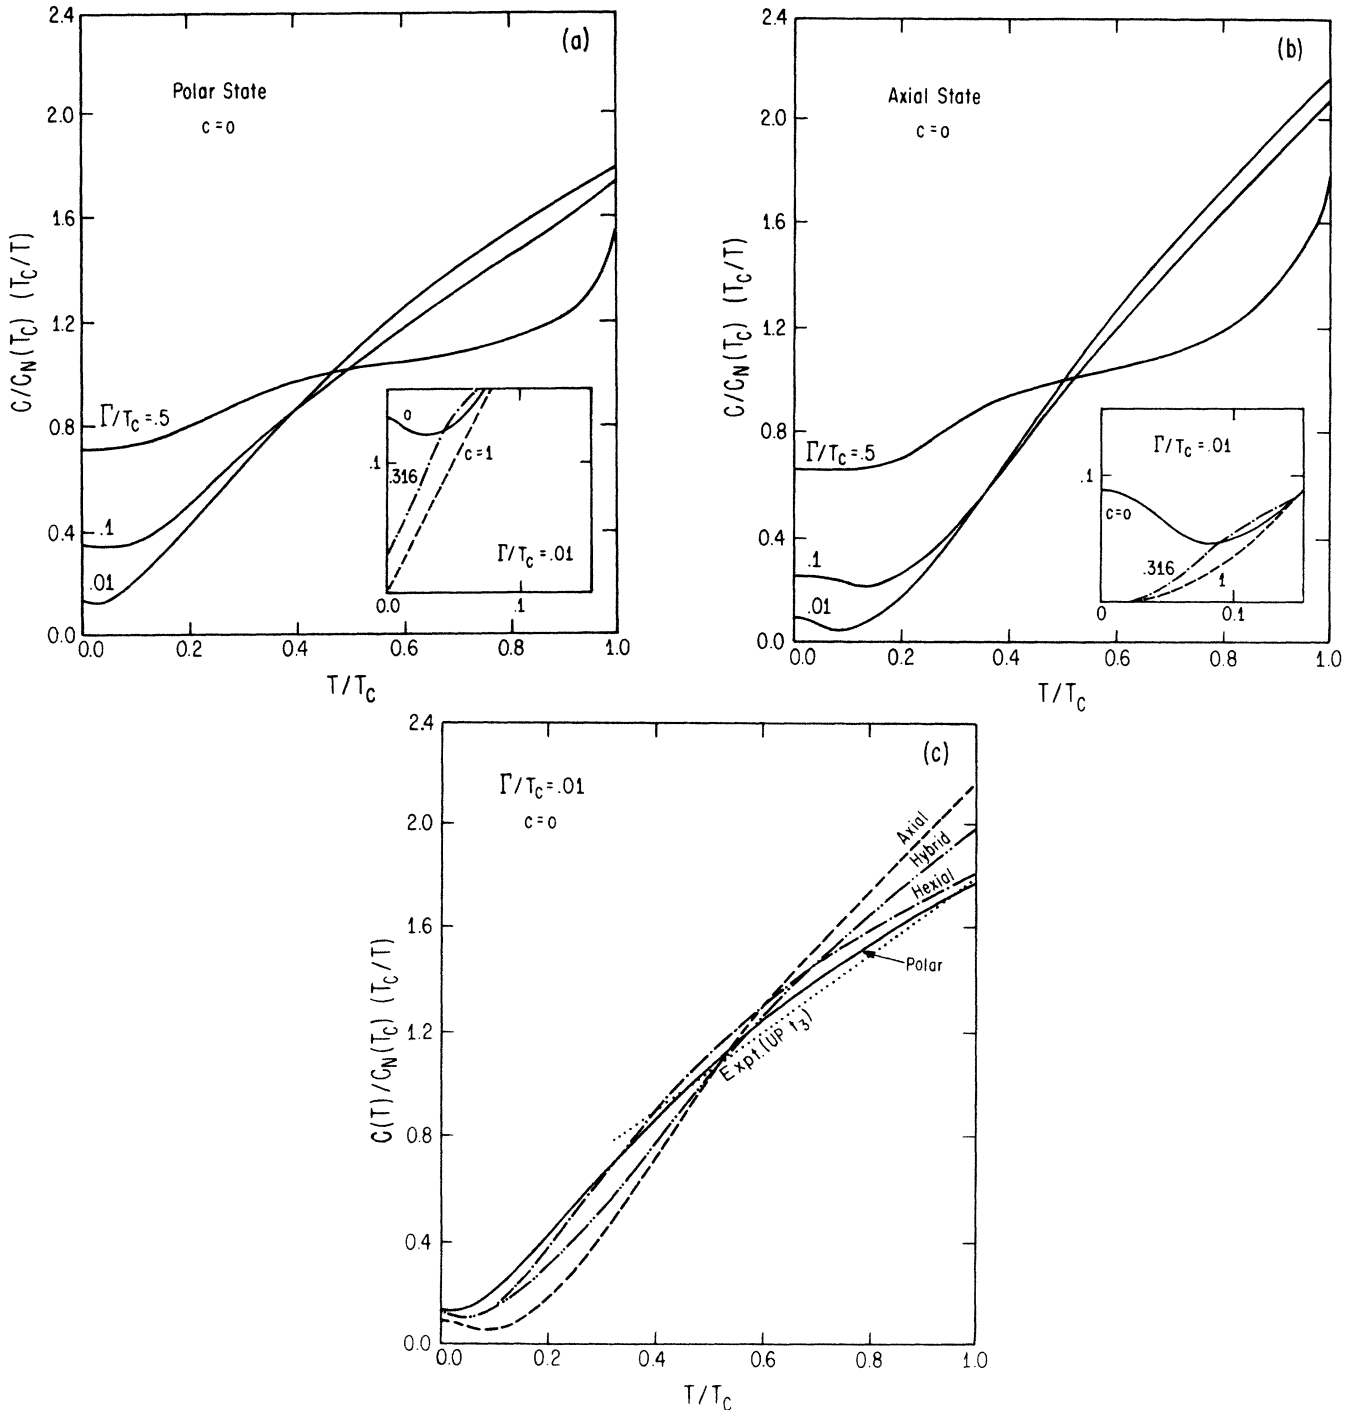 (a)
Polar State
c=0
C/C_N(T_C) (T_C/T)
2.4
2.0
1.6
1.2
0.8
0.4
0.0
Γ/T_C=.5
.1
.01
0
.1
.316
c=1
Γ/T_C=.01
0.0
.1
0.0 0.2 0.4 0.6 0.8 1.0
T/T_C
(b)
Axial State
c=0
C/C_N(T_C) (T_C/T)
2.4
2.0
1.6
1.2
0.8
0.4
0.0
Γ/T_C=.5
.1
.01
Γ/T_C=.01
.1
c=0
.316
1
0
0.1
0.0 0.2 0.4 0.6 0.8 1.0
T/T_C
(c)
Γ/T_C=.01
c=0
C(T)/C_N(T_C) (T_C/T)
2.4
2.0
1.6
1.2
0.8
0.4
0.0
Axial
Hybrid
Hexial
Polar
Expt.(UPt_3)
0.0 0.2 0.4 0.6 0.8 1.0
T/T_C